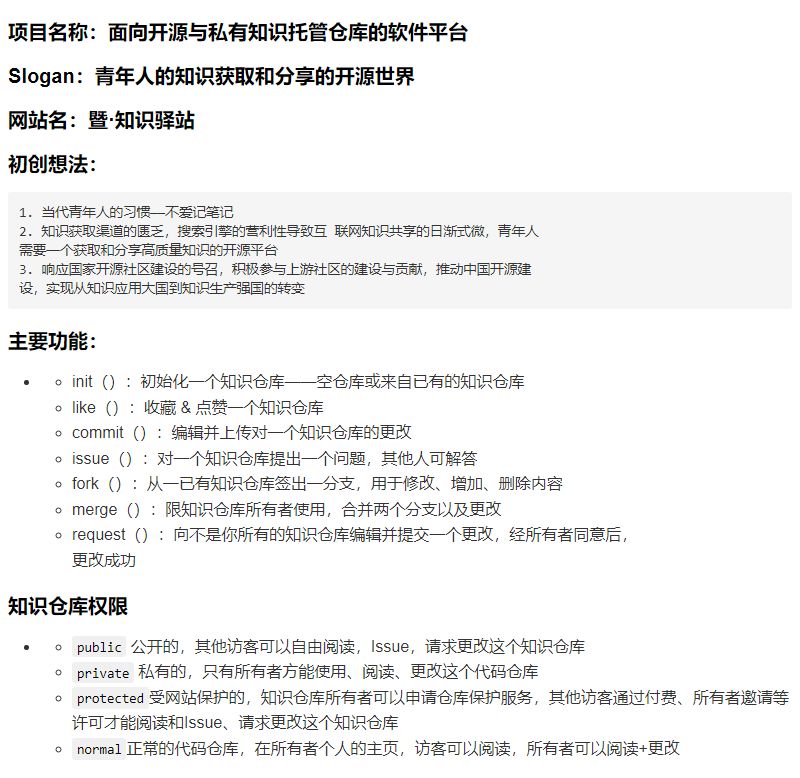 项目名称：面向开源与私有知识托管仓库的软件平台
Slogan：青年人的知识获取和分享的开源世界
网站名：暨·知识驿站
初创想法：
1. 当代青年人的习惯——不爱记笔记
2. 知识获取渠道的匮乏，搜索引擎的营利性导致互 联网知识共享的日渐式微，青年人
需要一个获取和分享高质量知识的开源平台
3. 响应国家开源社区建设的号召，积极参与上游社区的建设与贡献，推动中国开源建
设，实现从知识应用大国到知识生产强国的转变
主要功能：
init（）：初始化一个知识仓库——空仓库或来自已有的知识仓库
like（）：收藏 & 点赞一个知识仓库
commit（）：编辑并上传对一个知识仓库的更改
issue（）：对一个知识仓库提出一个问题，其他人可解答
fork（）：从一已有知识仓库签出一分支，用于修改、增加、删除内容
merge（）：限知识仓库所有者使用，合并两个分支以及更改
request（）：向不是你所有的知识仓库编辑并提交一个更改，经所有者同意后，
更改成功
知识仓库权限
public 公开的，其他访客可以自由阅读，Issue，请求更改这个知识仓库
private 私有的，只有所有者方能使用、阅读、更改这个代码仓库
protected 受网站保护的，知识仓库所有者可以申请仓库保护服务，其他访客通过付费、所有者邀请等
许可才能阅读和Issue、请求更改这个知识仓库
normal 正常的代码仓库，在所有者个人的主页，访客可以阅读，所有者可以阅读+更改